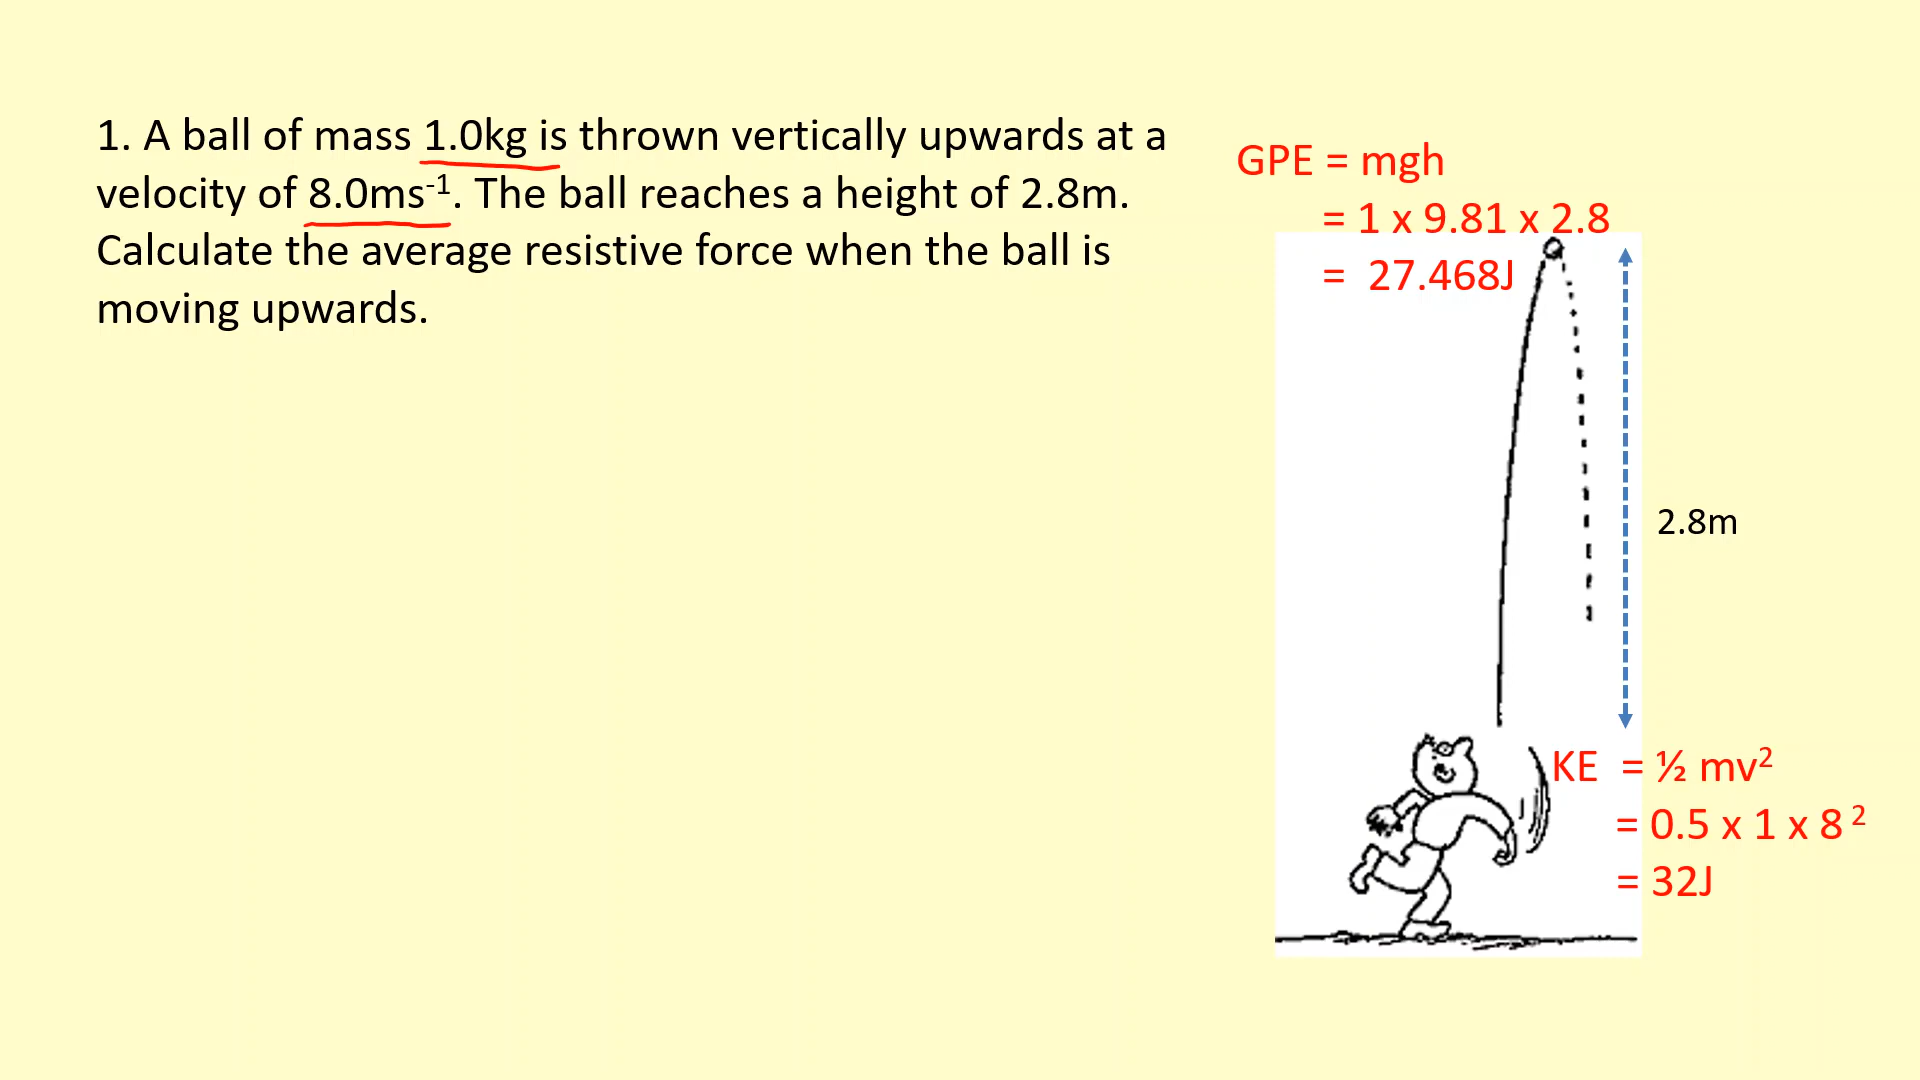 1. A ball of mass 1.0kg is thrown vertically upwards at a
velocity of 8.0ms⁻¹. The ball reaches a height of 2.8m.
Calculate the average resistive force when the ball is
moving upwards.
GPE = mgh
= 1 x 9.81 x 2.8
= 27.468J
2.8m
KE = ½ mv²
= 0.5 x 1 x 8 ²
= 32J